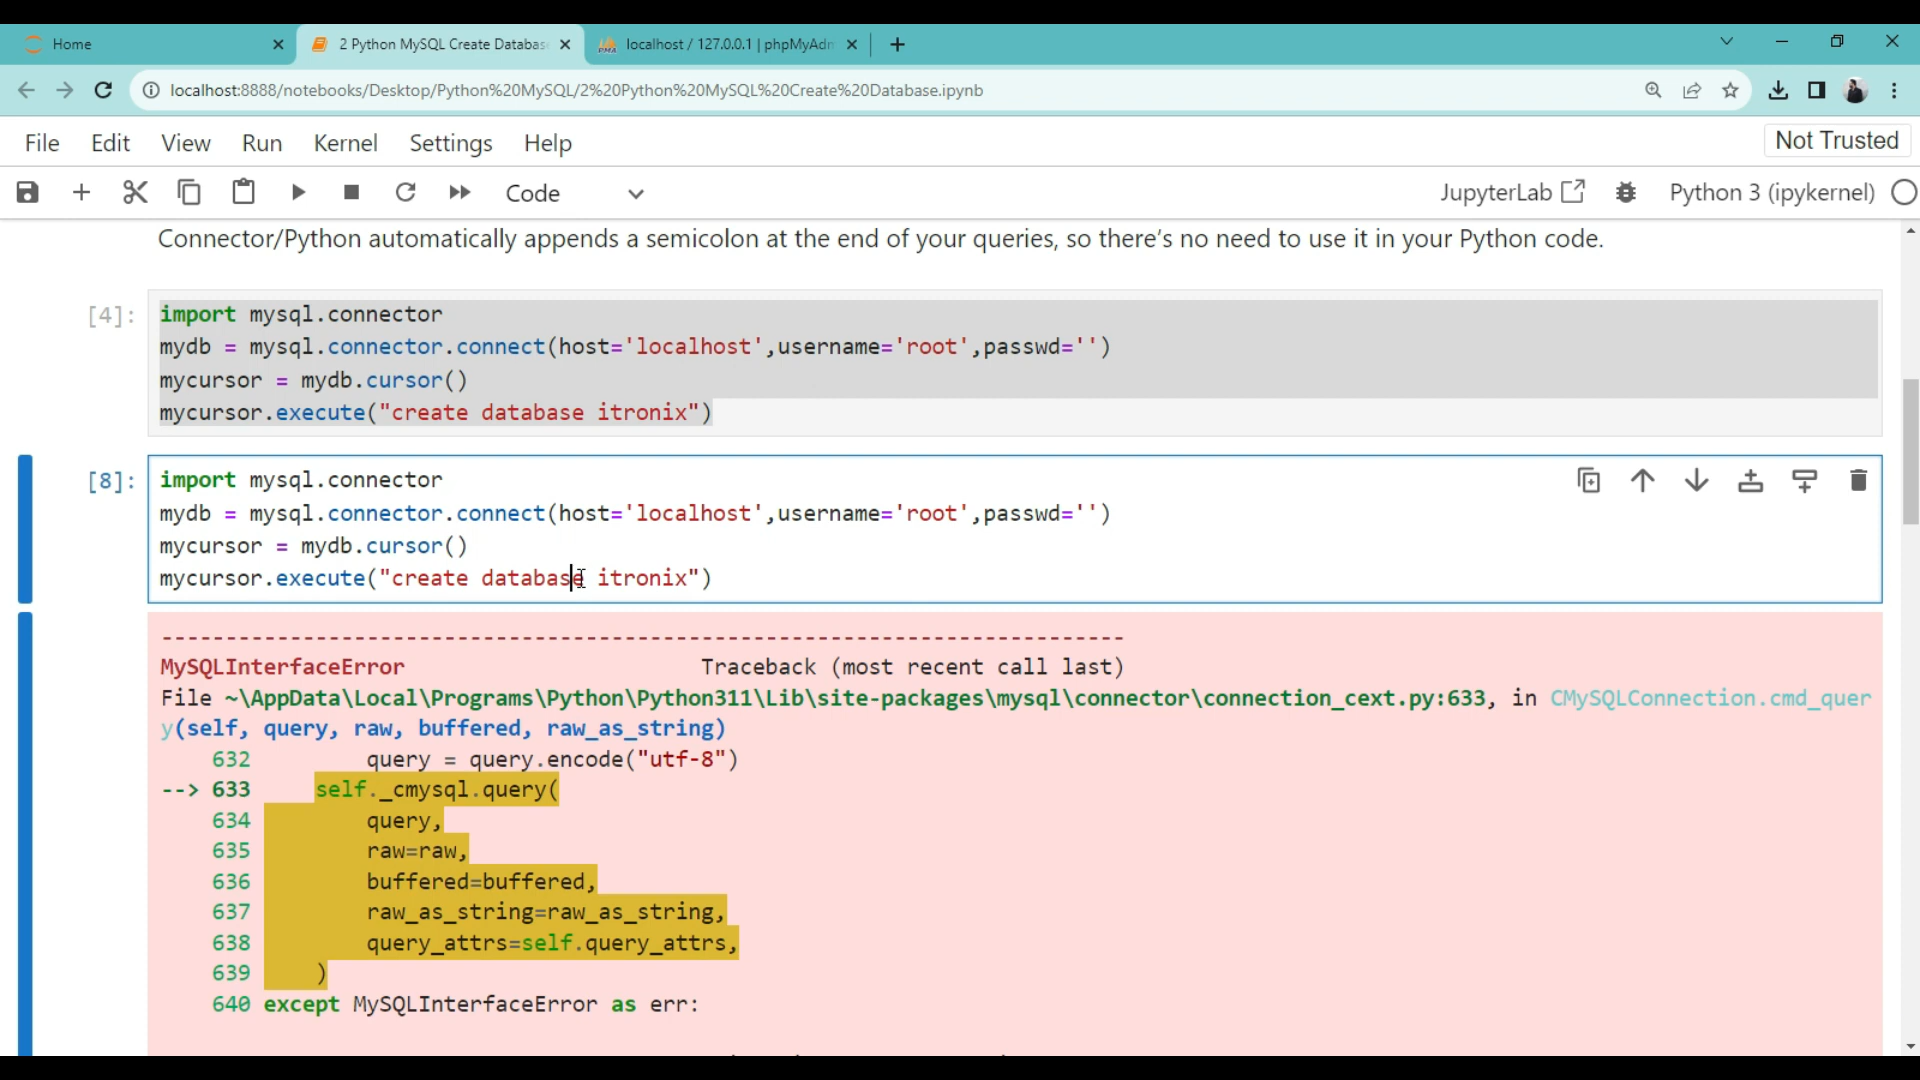 Home
2 Python MySQL Create Databas
localhost / 127.0.0.1 | phpMyAdm
localhost:8888/notebooks/Desktop/Python%20MySQL/2%20Python%20MySQL%20Create%20Database.ipynb
File Edit View Run Kernel Settings Help
Not Trusted
Code
JupyterLab
Python 3 (ipykernel)
Connector/Python automatically appends a semicolon at the end of your queries, so there's no need to use it in your Python code.
[4]:
import mysql.connector
mydb = mysql.connector.connect(host='localhost',username='root',passwd='')
mycursor = mydb.cursor()
mycursor.execute("create database itronix")
[8]:
import mysql.connector
mydb = mysql.connector.connect(host='localhost',username='root',passwd='')
mycursor = mydb.cursor()
mycursor.execute("create database itronix")
---------------------------------------------------------------------------
MySQLInterfaceError                       Traceback (most recent call last)
File ~\AppData\Local\Programs\Python\Python311\Lib\site-packages\mysql\connector\connection_cext.py:633, in CMySQLConnection.cmd_quer
y(self, query, raw, buffered, raw_as_string)
632         query = query.encode("utf-8")
--> 633     self._cmysql.query(
634         query,
635         raw=raw,
636         buffered=buffered,
637         raw_as_string=raw_as_string,
638         query_attrs=self.query_attrs,
639     )
640 except MySQLInterfaceError as err: